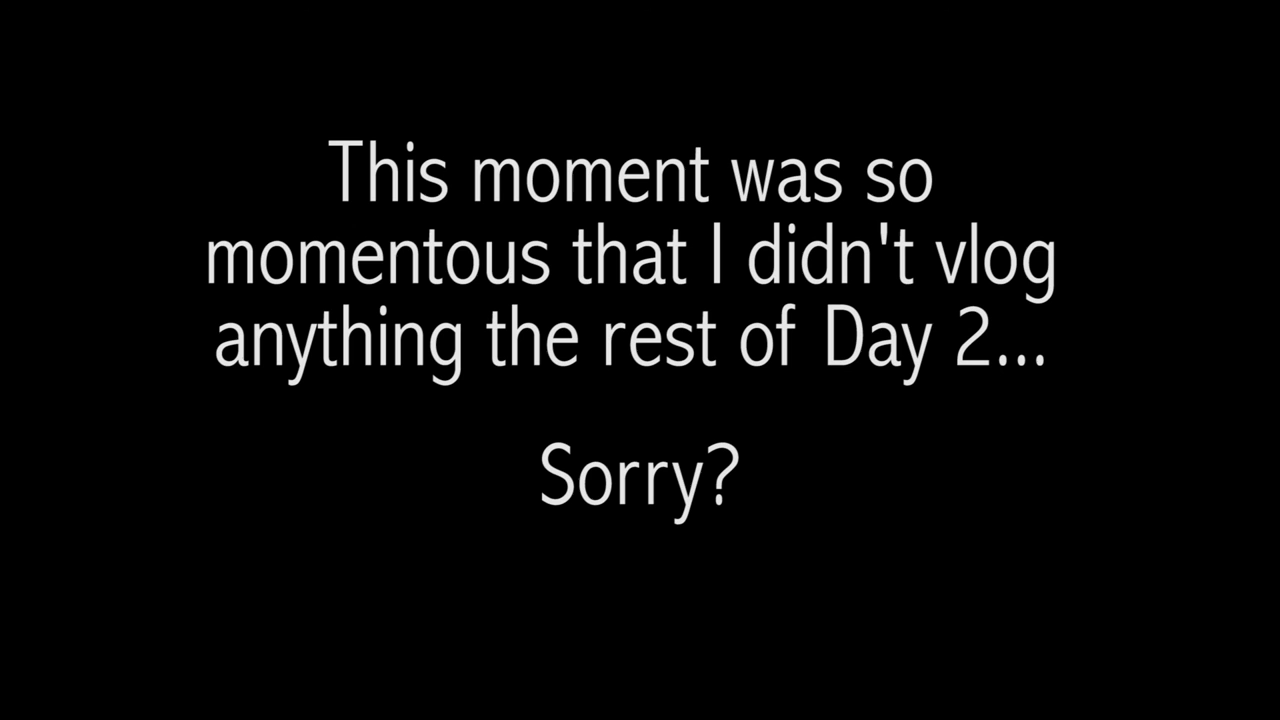 This moment was so
momentous that I didn't vlog
anything the rest of Day 2...
Sorry?